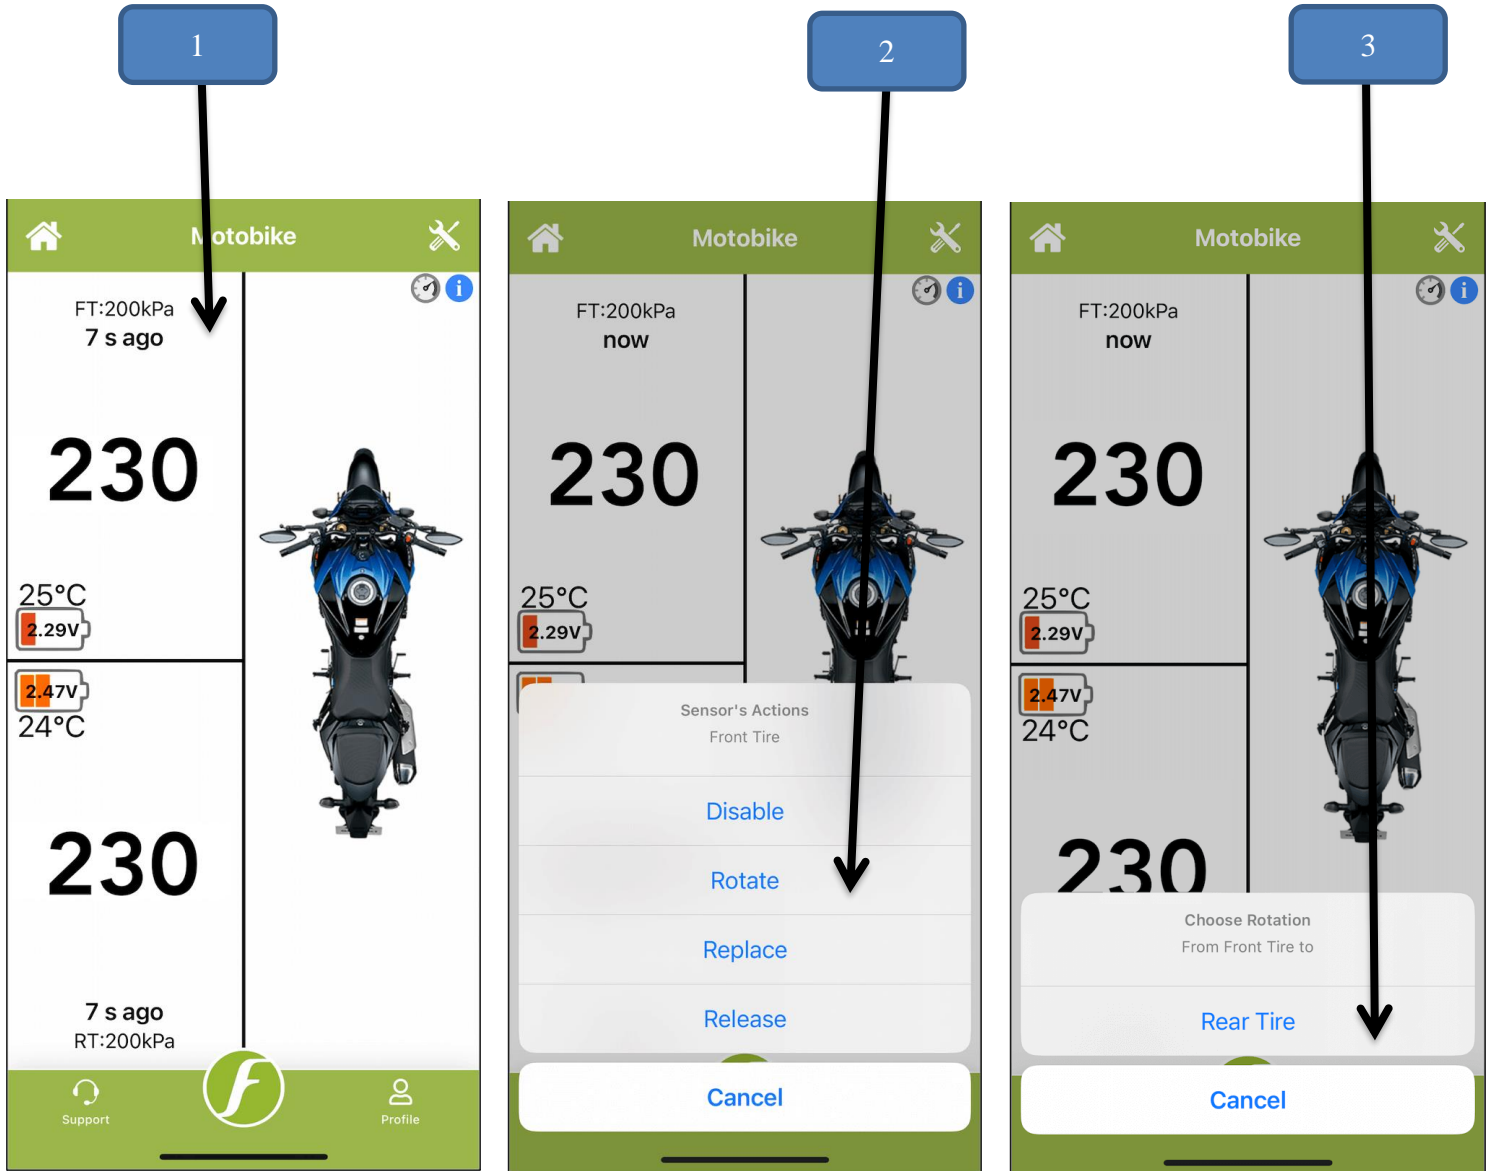 1
2
3
Motobike
FT:200kPa
7 s ago
230
25°C
2.29V
2.47V
24°C
230
7 s ago
RT:200kPa
Support
Profile
Motobike
FT:200kPa
now
230
25°C
2.29V
Sensor's Actions
Front Tire
Disable
Rotate
Replace
Release
Cancel
Motobike
FT:200kPa
now
230
25°C
2.29V
2.47V
24°C
230
Choose Rotation
From Front Tire to
Rear Tire
Cancel